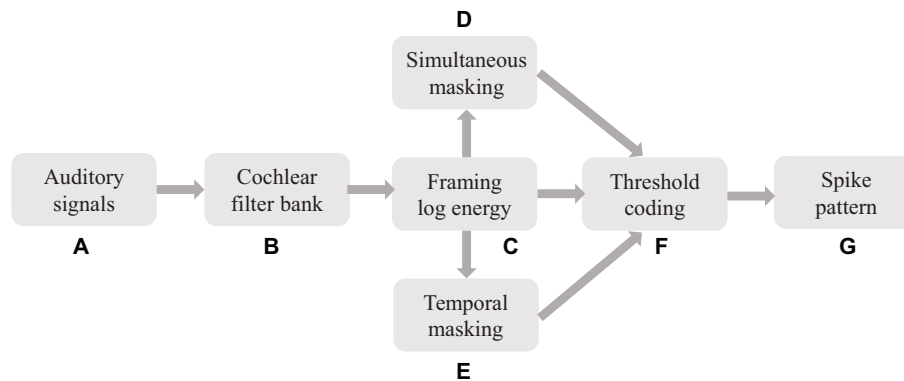 D
Simultaneous
masking
Auditory
signals
A
Cochlear
filter bank
B
Framing
log energy
C
Threshold
coding
F
Spike
pattern
G
Temporal
masking
E